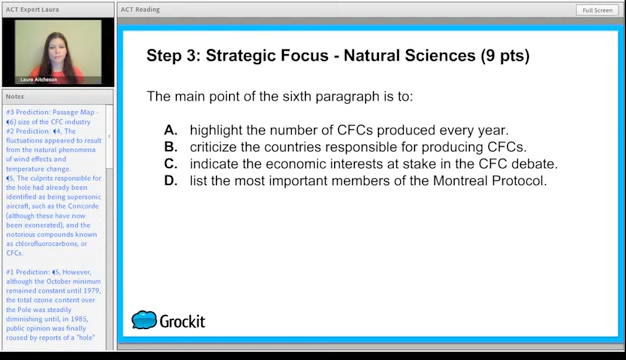 ACT Expert Laura
ACT Reading
Full Screen
Laura Aitcheson
Notes
#3 Prediction: Passage Map -
¶6) size of the CFC industry
#2 Prediction: ¶4, The
fluctuations appeared to result
from the natural phenomena
of wind effects and
temperature change.
¶5, The culprits responsible for
the hole had already been
identified as being supersonic
aircraft, such as the Concorde
(although these have now
been exonerated), and the
notorious compounds known
as chlorofluorocarbons, or
CFCs.
#1 Prediction: ¶5, However,
although the October minimum
remained constant until 1979,
the total ozone content over
the Pole was steadily
diminishing until, in 1985,
public opinion was finally
roused by reports of a "hole"
Step 3: Strategic Focus - Natural Sciences (9 pts)
The main point of the sixth paragraph is to:
A. highlight the number of CFCs produced every year.
B. criticize the countries responsible for producing CFCs.
C. indicate the economic interests at stake in the CFC debate.
D. list the most important members of the Montreal Protocol.
Grockit